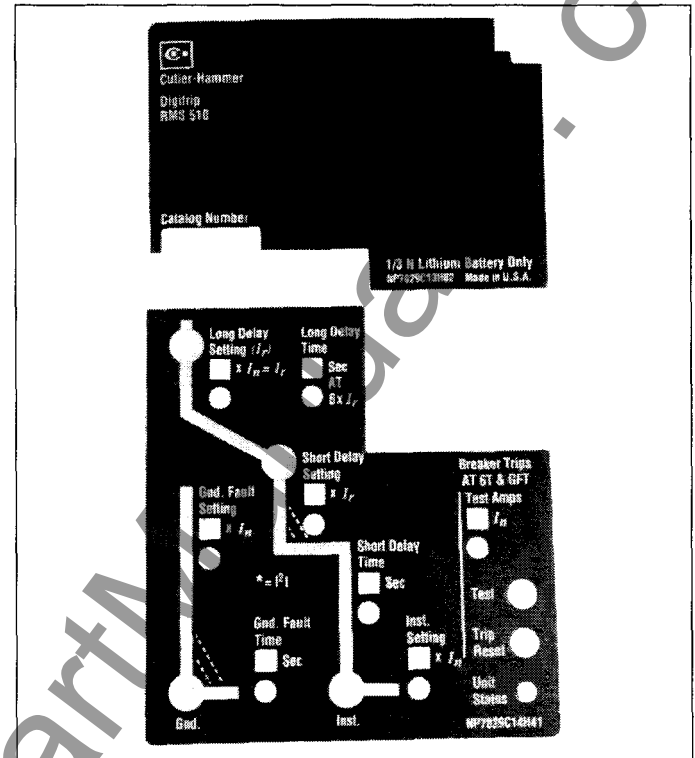 Cutler-Hammer
Digitrip
RMS 510
Catalog Number
1/3 N Lithium Battery Only
NP7829C13H02 Made in U.S.A.
Long Delay
Setting (Ir)
x In = Ir
Long Delay
Time
Sec
AT
6x Ir
Short Delay
Setting
x Ir
Gnd. Fault
Setting
x In
* = I²t
Short Delay
Time
Sec
Gnd. Fault
Time
Sec
Inst.
Setting
x In
Gnd.
Inst.
Breaker Trips
AT 6T & GFT
Test Amps
In
Test
Trip
Reset
Unit
Status
NP7829C14H41